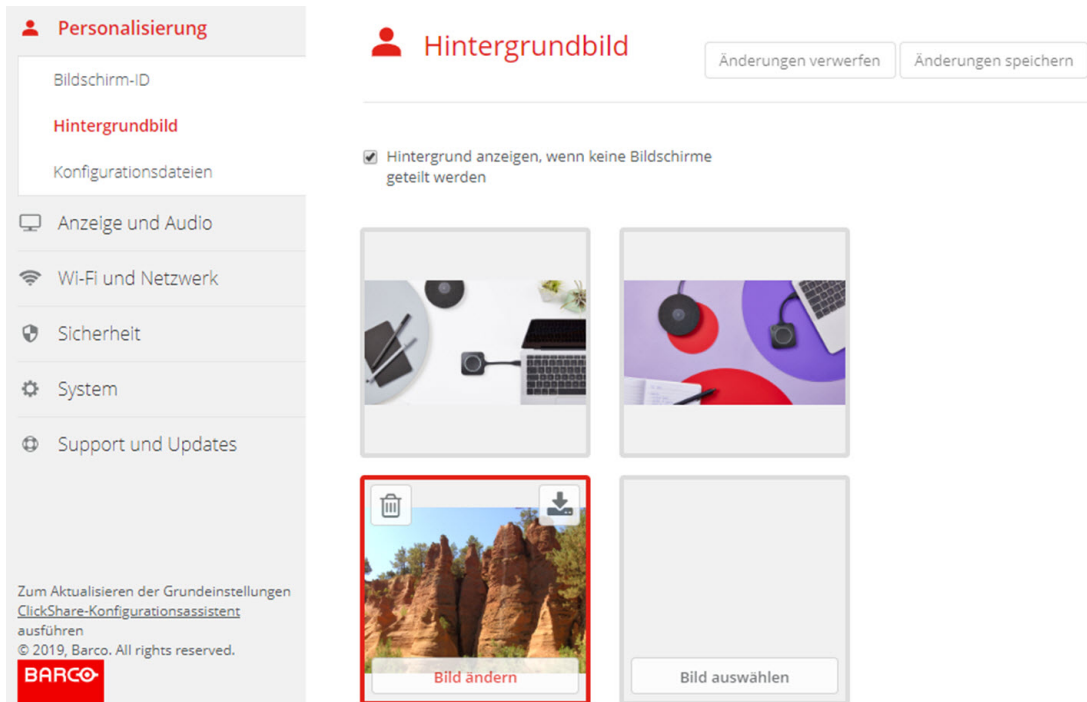 Personalisierung
Bildschirm-ID
Hintergrundbild
Konfigurationsdateien
Anzeige und Audio
Wi-Fi und Netzwerk
Sicherheit
System
Support und Updates
Zum Aktualisieren der Grundeinstellungen
ClickShare-Konfigurationsassistent
ausführen
© 2019, Barco. All rights reserved.
BARCO
Hintergrundbild
Änderungen verwerfen
Änderungen speichern
Hintergrund anzeigen, wenn keine Bildschirme
geteilt werden
Bild ändern
Bild auswählen